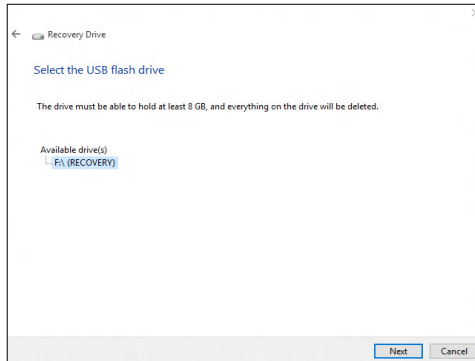 Recovery Drive
Select the USB flash drive
The drive must be able to hold at least 8 GB, and everything on the drive will be deleted.
Available drive(s)
F:\ (RECOVERY)
Next Cancel